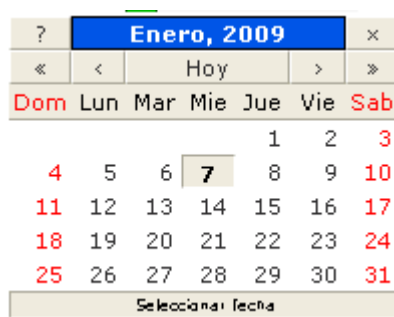 ? Enero, 2009 ×
« ‹ Hoy › »
Dom Lun Mar Mie Jue Vie Sab
1 2 3
4 5 6 7 8 9 10
11 12 13 14 15 16 17
18 19 20 21 22 23 24
25 26 27 28 29 30 31
Seleccionar fecha